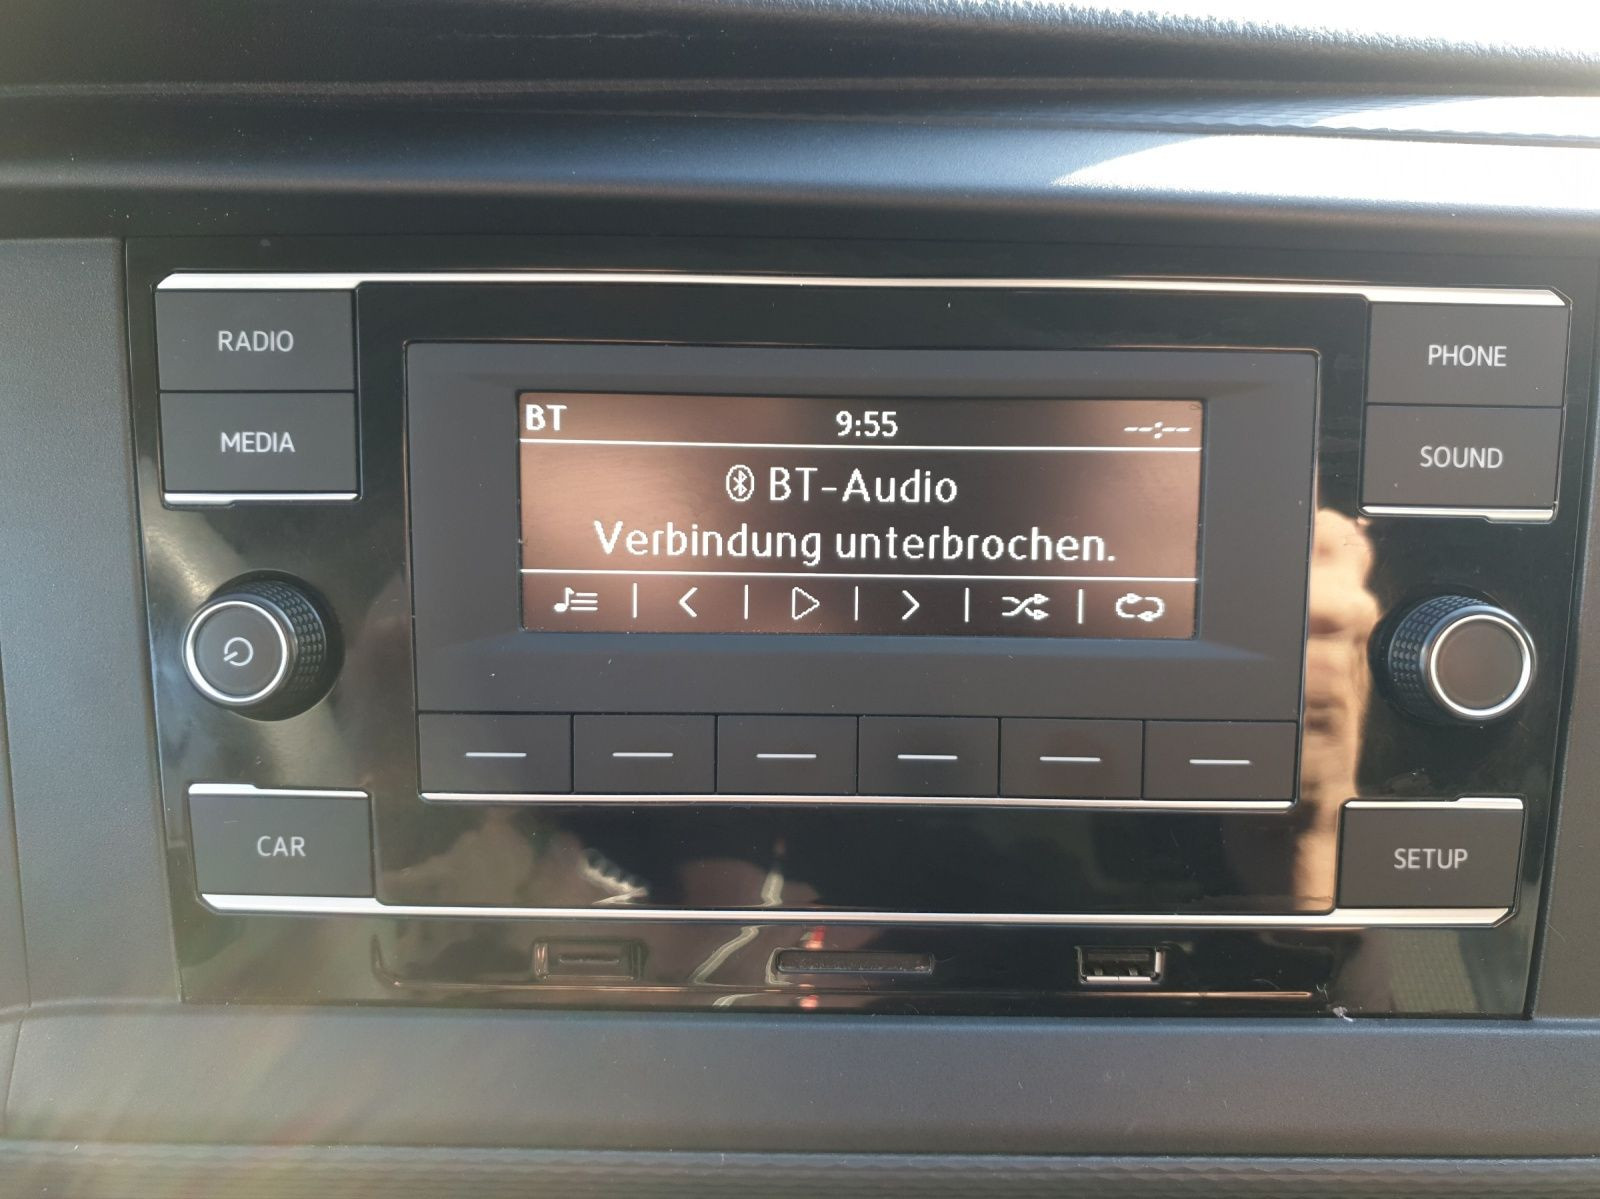 RADIO
MEDIA
PHONE
SOUND
BT 9:55 --:--
BT-Audio
Verbindung unterbrochen.
CAR
SETUP